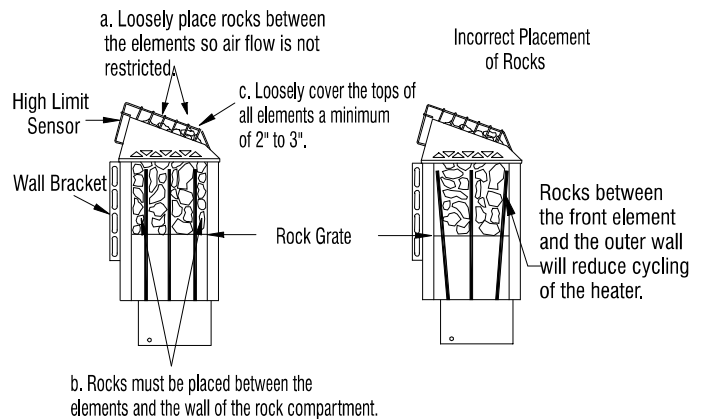 a. Loosely place rocks between
the elements so air flow is not
restricted.
Incorrect Placement
of Rocks
High Limit
Sensor
c. Loosely cover the tops of
all elements a minimum
of 2" to 3".
Wall Bracket
Rock Grate
Rocks between
the front element
and the outer wall
will reduce cycling
of the heater.
b. Rocks must be placed between the
elements and the wall of the rock compartment.